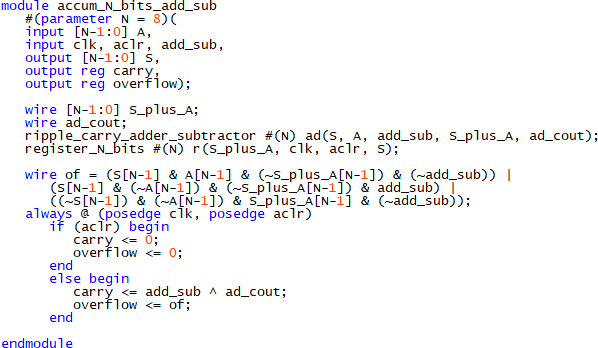 module accum_N_bits_add_sub
   #(parameter N = 8)(
   input [N-1:0] A,
   input clk, aclr, add_sub,
   output [N-1:0] S,
   output reg carry,
   output reg overflow);

   wire [N-1:0] S_plus_A;
   wire ad_cout;
   ripple_carry_adder_subtractor #(N) ad(S, A, add_sub, S_plus_A, ad_cout);
   register_N_bits #(N) r(S_plus_A, clk, aclr, S);

   wire of = (S[N-1] & A[N-1] & (~S_plus_A[N-1]) & (~add_sub)) |
      (S[N-1] & (~A[N-1]) & (~S_plus_A[N-1]) & add_sub) |
      ((~S[N-1]) & (~A[N-1]) & S_plus_A[N-1] & (~add_sub));
   always @ (posedge clk, posedge aclr)
      if (aclr) begin
         carry <= 0;
         overflow <= 0;
      end
      else begin
         carry <= add_sub ^ ad_cout;
         overflow <= of;
      end

endmodule